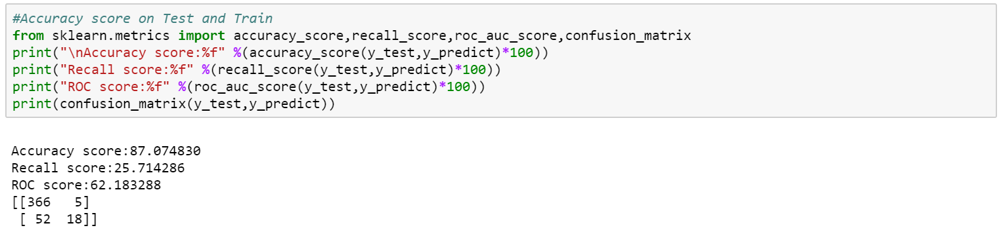 #Accuracy score on Test and Train
from sklearn.metrics import accuracy_score,recall_score,roc_auc_score,confusion_matrix
print("\nAccuracy score:%f" %(accuracy_score(y_test,y_predict)*100))
print("Recall score:%f" %(recall_score(y_test,y_predict)*100))
print("ROC score:%f" %(roc_auc_score(y_test,y_predict)*100))
print(confusion_matrix(y_test,y_predict))
Accuracy score:87.074830
Recall score:25.714286
ROC score:62.183288
[[366   5]
 [ 52  18]]